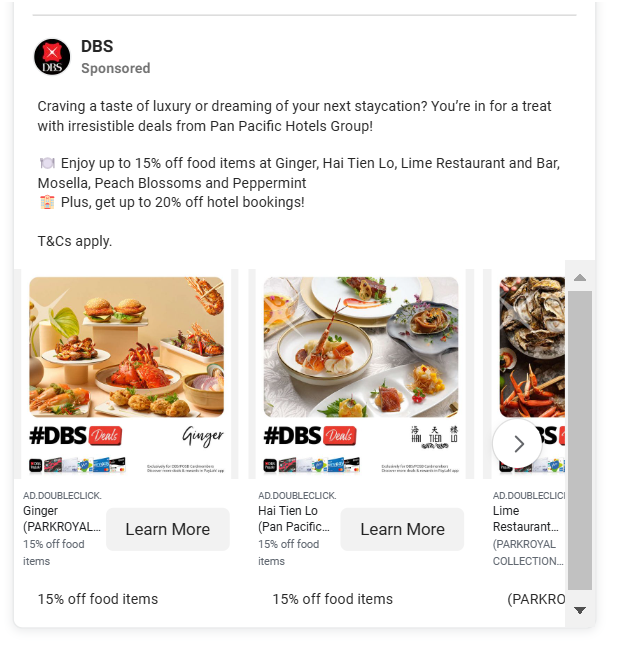 DBS
DBS
Sponsored
Craving a taste of luxury or dreaming of your next staycation? You’re in for a treat
with irresistible deals from Pan Pacific Hotels Group!
🍽️ Enjoy up to 15% off food items at Ginger, Hai Tien Lo, Lime Restaurant and Bar,
Mosella, Peach Blossoms and Peppermint
🏨 Plus, get up to 20% off hotel bookings!
T&Cs apply.
#DBS Deals Ginger
Exclusively for DBS/POSB Cardmembers
Discover more deals & rewards in PayLah! app
AD.DOUBLECLICK.
Ginger
(PARKROYAL...
15% off food
items
Learn More
15% off food items
#DBS Deals 海天樓
HAI TIEN LO
Exclusively for DBS/POSB Cardmembers
Discover more deals & rewards in PayLah! app
AD.DOUBLECLICK.
Hai Tien Lo
(Pan Pacific...
15% off food
items
Learn More
15% off food items
AD.DOUBLECLIC
Lime
Restaurant...
(PARKROYAL
COLLECTION...
(PARKRO